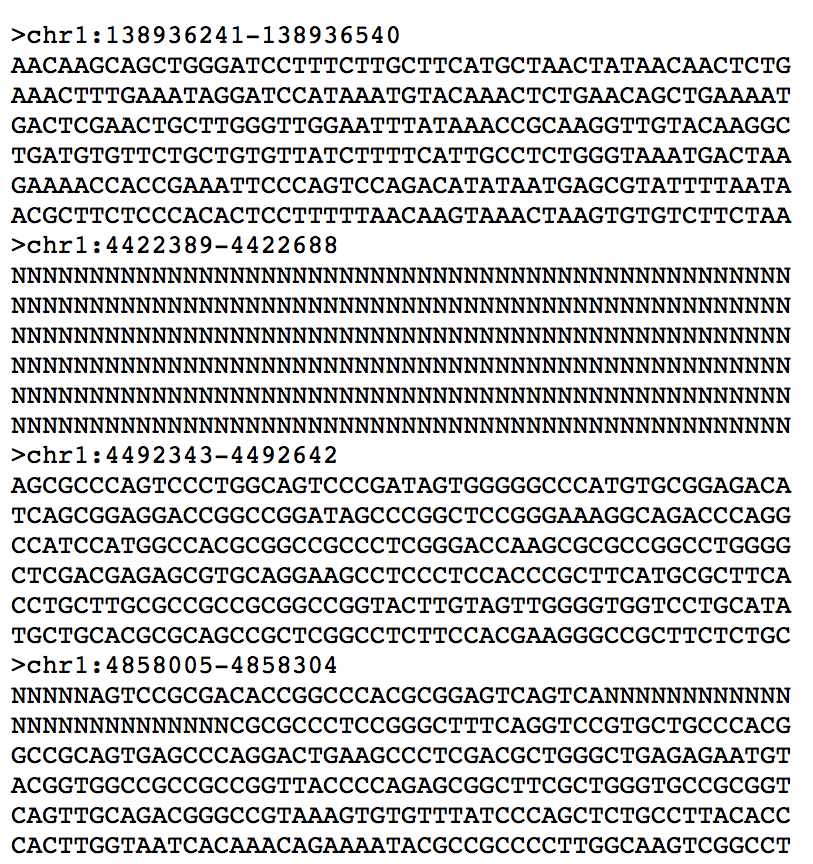 >chr1:138936241-138936540
AACAAGCAGCTGGGATCCTTTCTTGCTTCATGCTAACTATAACAACTCTG
AAACTTTGAAATAGGATCCATAAATGTACAAACTCTGAACAGCTGAAAAT
GACTCGAACTGCTTGGGTTGGAATTTATAAACCGCAAGGTTGTACAAGGC
TGATGTGTTCTGCTGTGTTATCTTTTCATTGCCTCTGGGTAAATGACTAA
GAAAACCACCGAAATTCCCAGTCCAGACATATAATGAGCGTATTTTAATA
ACGCTTCTCCCACACTCCTTTTTAACAAGTAAACTAAGTGTGTCTTCTAA
>chr1:4422389-4422688
NNNNNNNNNNNNNNNNNNNNNNNNNNNNNNNNNNNNNNNNNNNNNNNNNN
NNNNNNNNNNNNNNNNNNNNNNNNNNNNNNNNNNNNNNNNNNNNNNNNNN
NNNNNNNNNNNNNNNNNNNNNNNNNNNNNNNNNNNNNNNNNNNNNNNNNN
NNNNNNNNNNNNNNNNNNNNNNNNNNNNNNNNNNNNNNNNNNNNNNNNNN
NNNNNNNNNNNNNNNNNNNNNNNNNNNNNNNNNNNNNNNNNNNNNNNNNN
NNNNNNNNNNNNNNNNNNNNNNNNNNNNNNNNNNNNNNNNNNNNNNNNNN
>chr1:4492343-4492642
AGCGCCCAGTCCCTGGCAGTCCCGATAGTGGGGGCCCATGTGCGGAGACA
TCAGCGGAGGACCGGCCGGATAGCCCGGCTCCGGGAAAGGCAGACCCAGG
CCATCCATGGCCACGCGGCCGCCCTCGGGACCAAGCGCGCCGGCCTGGGG
CTCGACGAGAGCGTGCAGGAAGCCTCCCTCCACCCGCTTCATGCGCTTCA
CCTGCTTGCGCCGCCGCGGCCGGTACTTGTAGTTGGGGTGGTCCTGCATA
TGCTGCACGCGCAGCCGCTCGGCCTCTTCCACGAAGGGCCGCTTCTCTGC
>chr1:4858005-4858304
NNNNNAGTCCGCGACACCGGCCCACGCGGAGTCAGTCANNNNNNNNNNNN
NNNNNNNNNNNNNNCGCGCCCTCCGGGCTTTCAGGTCCGTGCTGCCCACG
GCCGCAGTGAGCCCAGGACTGAAGCCCTCGACGCTGGGCTGAGAGAATGT
ACGGTGGCCGCCGCCGGTTACCCCAGAGCGGCTTCGCTGGGTGCCGCGGT
CAGTTGCAGACGGGCCGTAAAGTGTGTTTATCCCAGCTCTGCCTTACACC
CACTTGGTAATCACAAACAGAAAATACGCCGCCCCTTGGCAAGTCGGCCT